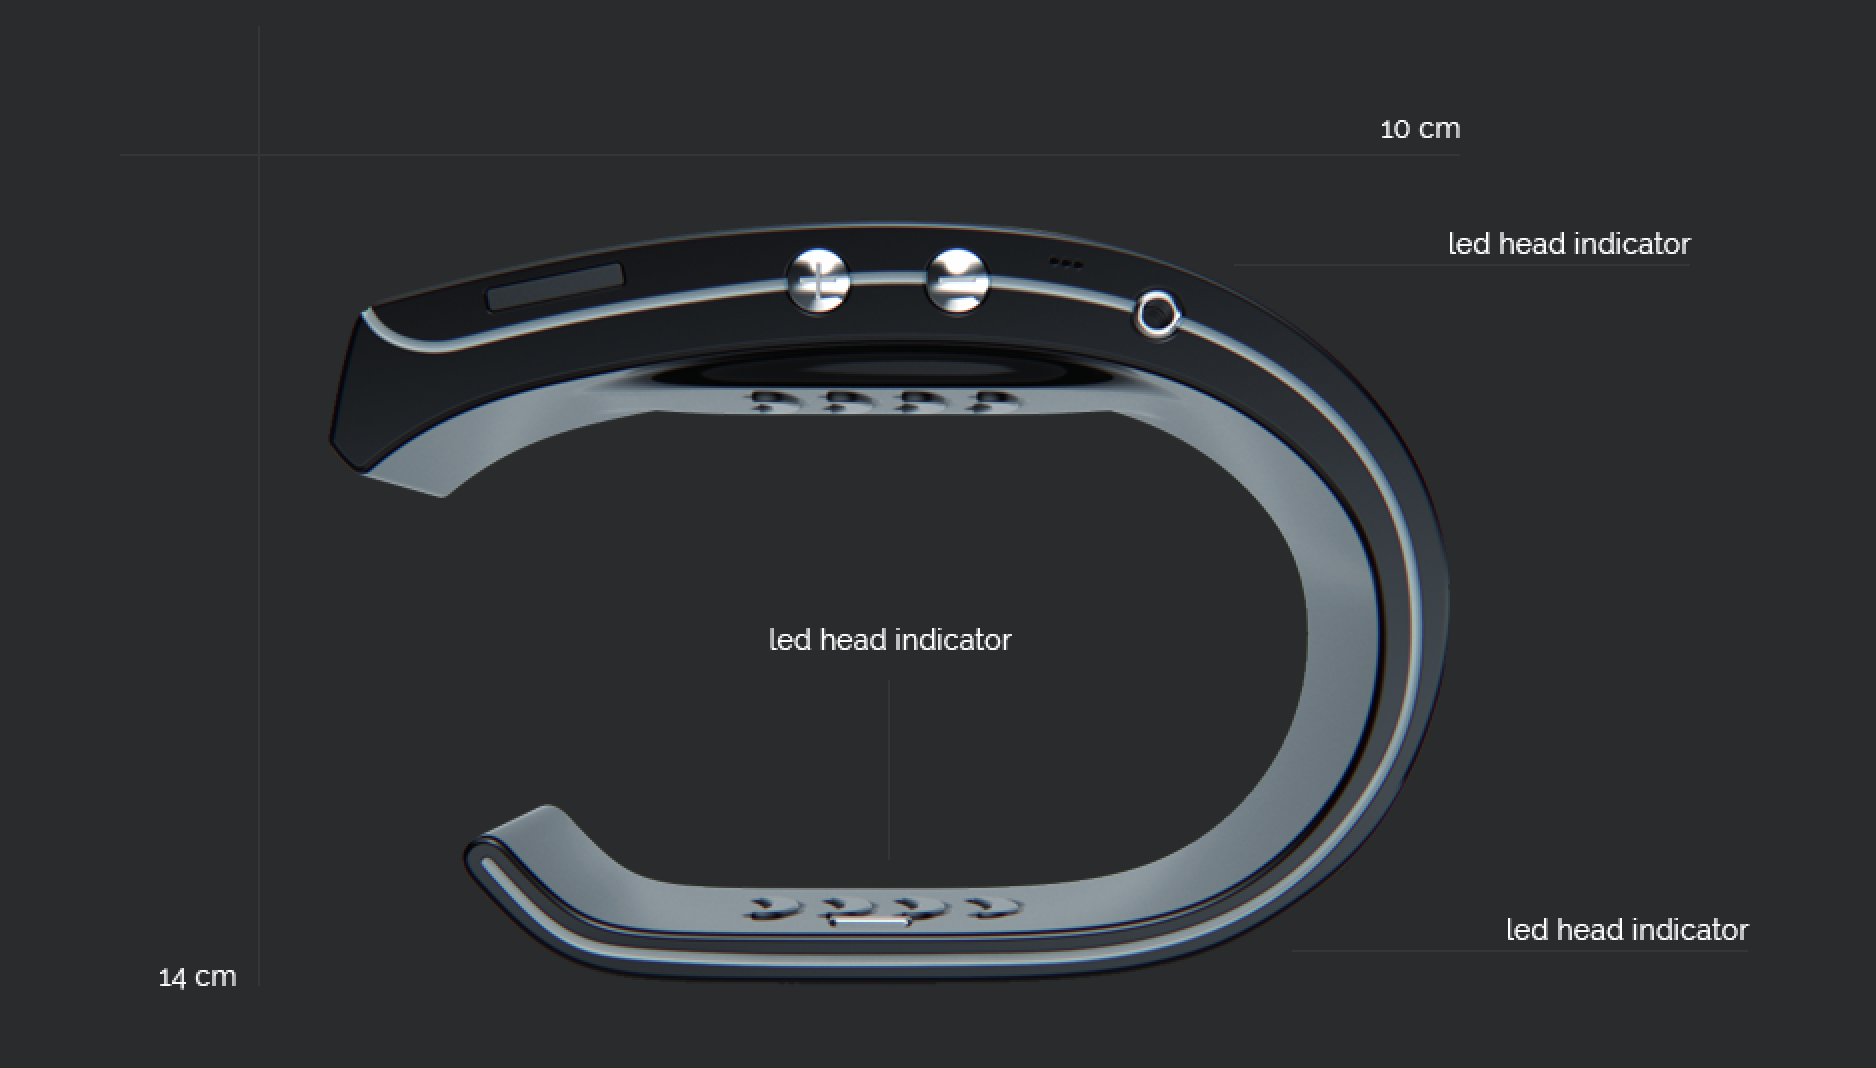 10 cm
led head indicator
led head indicator
led head indicator
14 cm